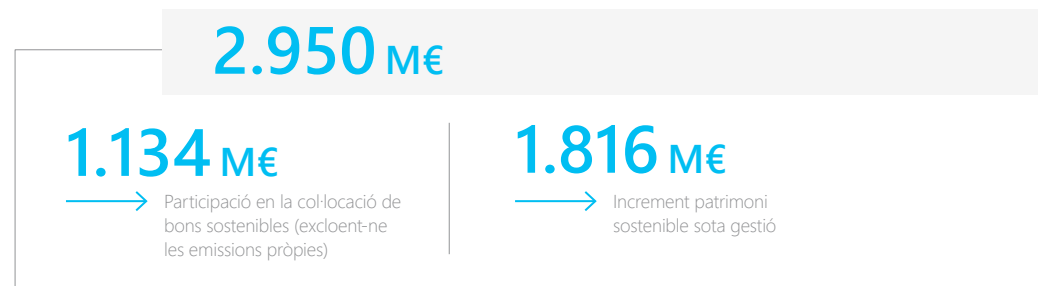 2.950 M€
1.134 M€
Participació en la col·locació de
bons sostenibles (excloent-ne
les emissions pròpies)
1.816 M€
Increment patrimoni
sostenible sota gestió